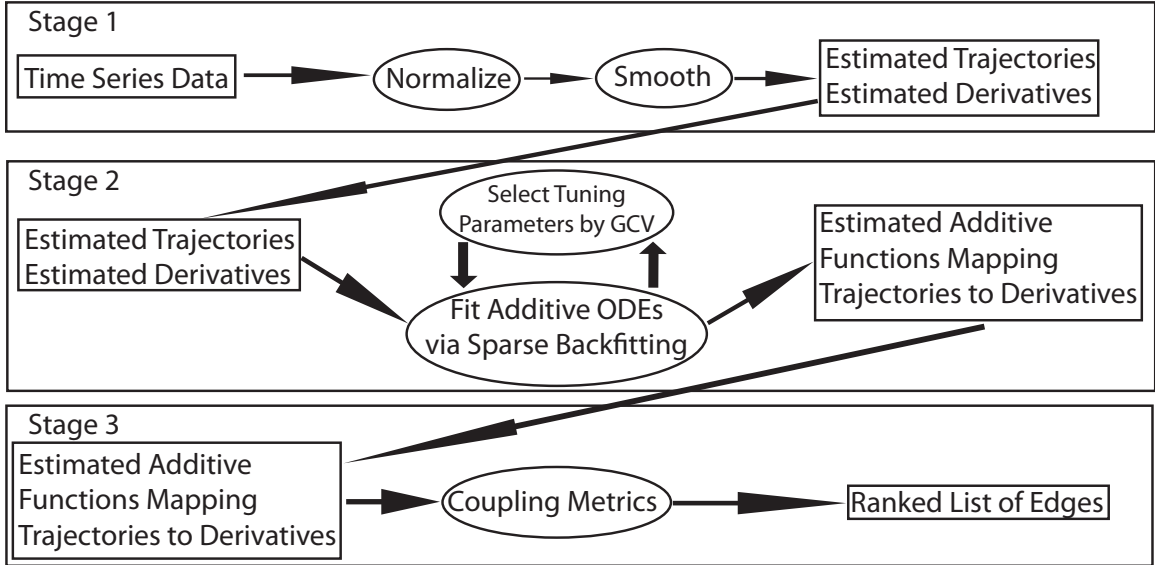 Stage 1
Time Series Data
Normalize
Smooth
Estimated Trajectories
Estimated Derivatives
Stage 2
Estimated Trajectories
Estimated Derivatives
Select Tuning
Parameters by GCV
Fit Additive ODEs
via Sparse Backfitting
Estimated Additive
Functions Mapping
Trajectories to Derivatives
Stage 3
Estimated Additive
Functions Mapping
Trajectories to Derivatives
Coupling Metrics
Ranked List of Edges